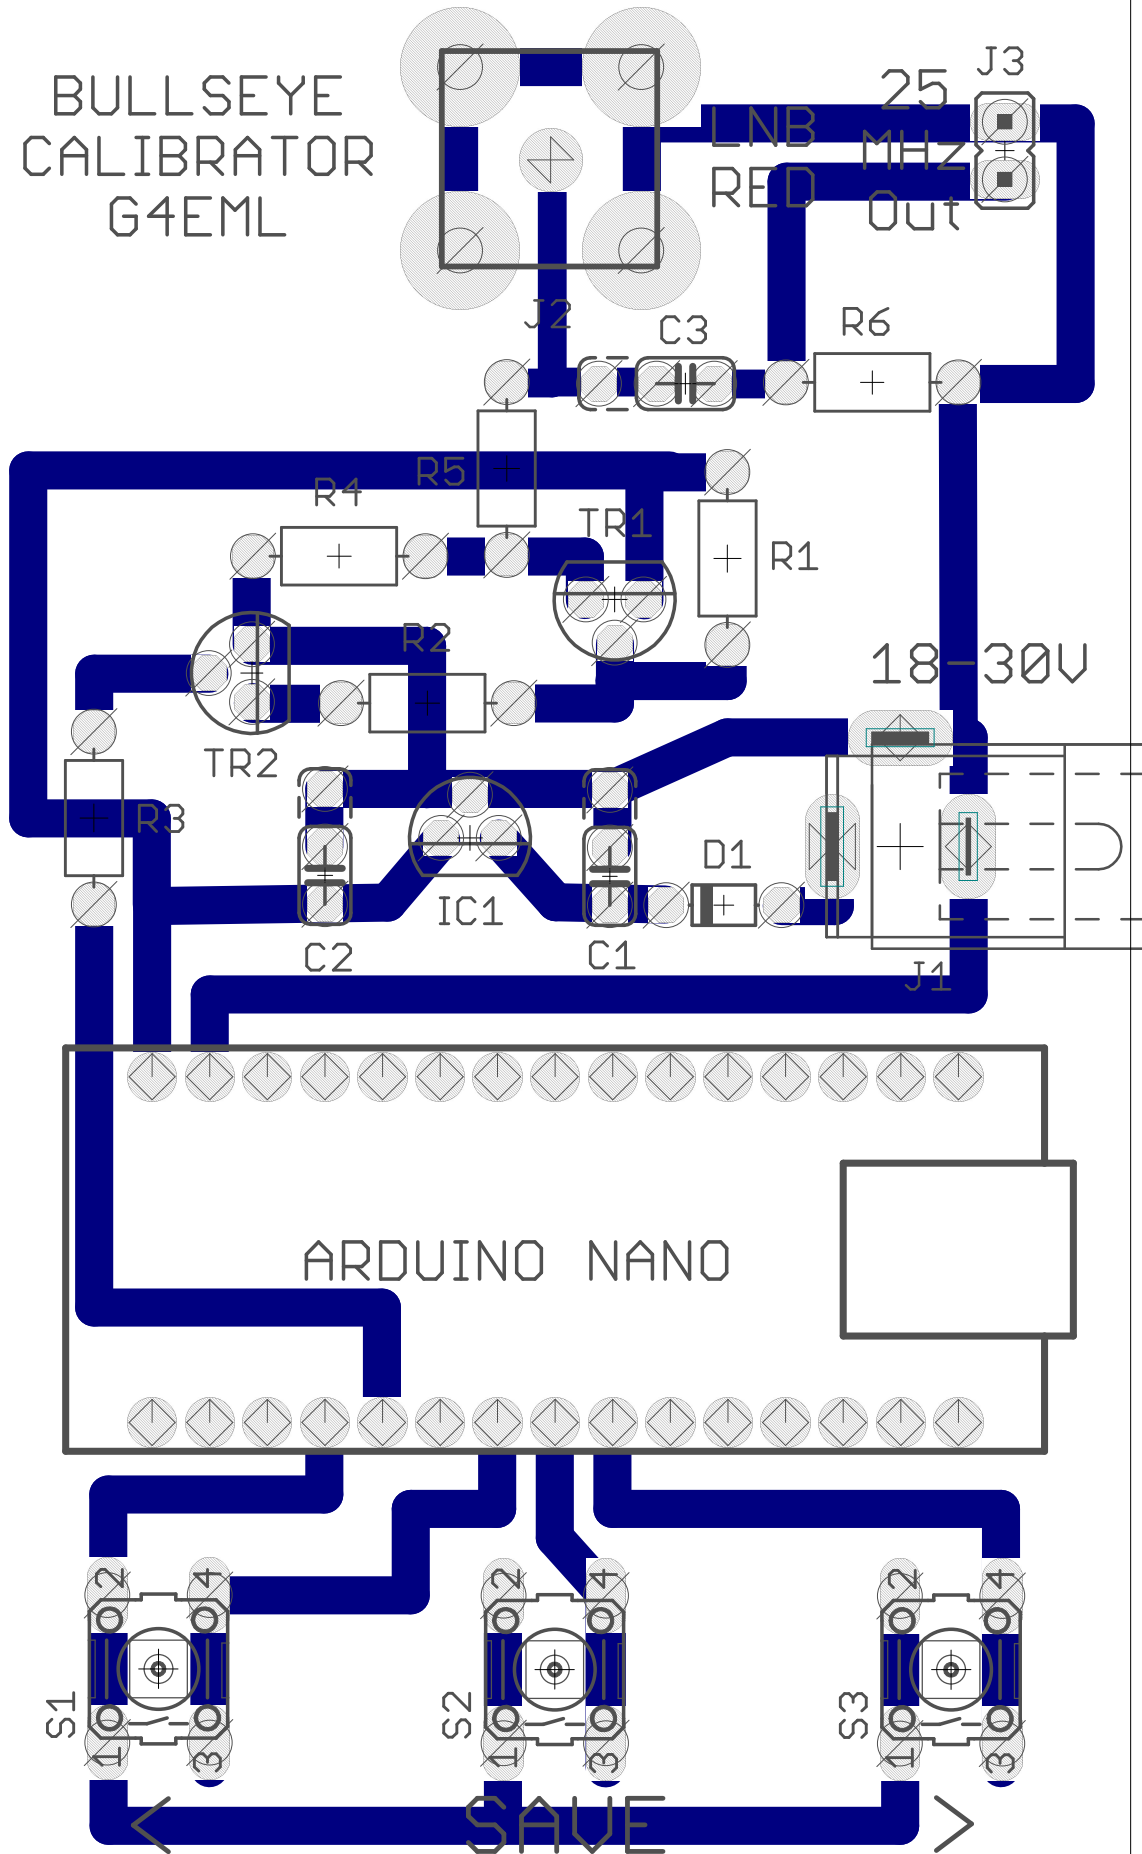 BULLSEYE
CALIBRATOR
G4EML
J3
25
MHz
Out
LNB
RED
J2
C3
R6
R5
R4
TR1
R1
R2
18-30V
TR2
R3
D1
IC1
C2
C1
J1
ARDUINO NANO
2 4
2 4
2 4
S1
S2
S3
1 3
1 3
1 3
< SAVE >